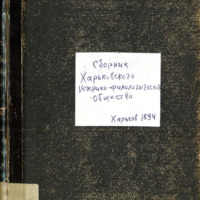 Сборник
Харьковского
Историко-филологического
Общества
Харьков 1894